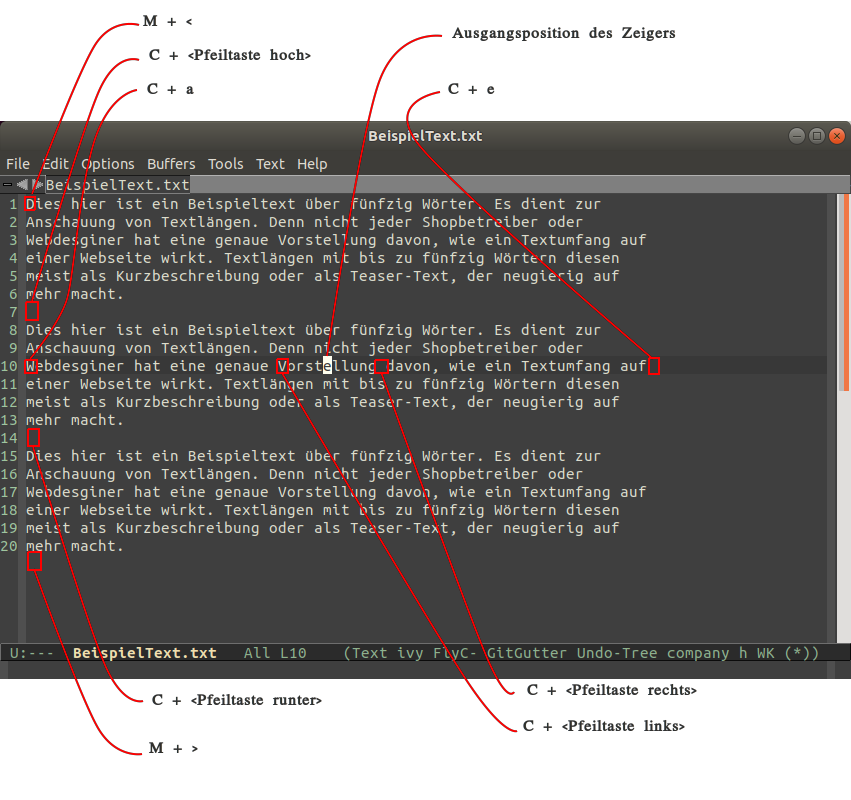 M + <
C + <Pfeiltaste hoch>
C + a
Ausgangsposition des Zeigers
C + e
BeispielText.txt
File Edit Options Buffers Tools Text Help
BeispielText.txt
1 Dies hier ist ein Beispieltext über fünfzig Wörter. Es dient zur
2 Anschauung von Textlängen. Denn nicht jeder Shopbetreiber oder
3 Webdesginer hat eine genaue Vorstellung davon, wie ein Textumfang auf
4 einer Webseite wirkt. Textlängen mit bis zu fünfzig Wörtern diesen
5 meist als Kurzbeschreibung oder als Teaser-Text, der neugierig auf
6 mehr macht.
7
8 Dies hier ist ein Beispieltext über fünfzig Wörter. Es dient zur
9 Anschauung von Textlängen. Denn nicht jeder Shopbetreiber oder
10 Webdesginer hat eine genaue Vorstellung davon, wie ein Textumfang auf
11 einer Webseite wirkt. Textlängen mit bis zu fünfzig Wörtern diesen
12 meist als Kurzbeschreibung oder als Teaser-Text, der neugierig auf
13 mehr macht.
14
15 Dies hier ist ein Beispieltext über fünfzig Wörter. Es dient zur
16 Anschauung von Textlängen. Denn nicht jeder Shopbetreiber oder
17 Webdesginer hat eine genaue Vorstellung davon, wie ein Textumfang auf
18 einer Webseite wirkt. Textlängen mit bis zu fünfzig Wörtern diesen
19 meist als Kurzbeschreibung oder als Teaser-Text, der neugierig auf
20 mehr macht.
U:--- BeispielText.txt All L10 (Text ivy FlyC- GitGutter Undo-Tree company h WK (*))
C + <Pfeiltaste rechts>
C + <Pfeiltaste runter>
C + <Pfeiltaste links>
M + >